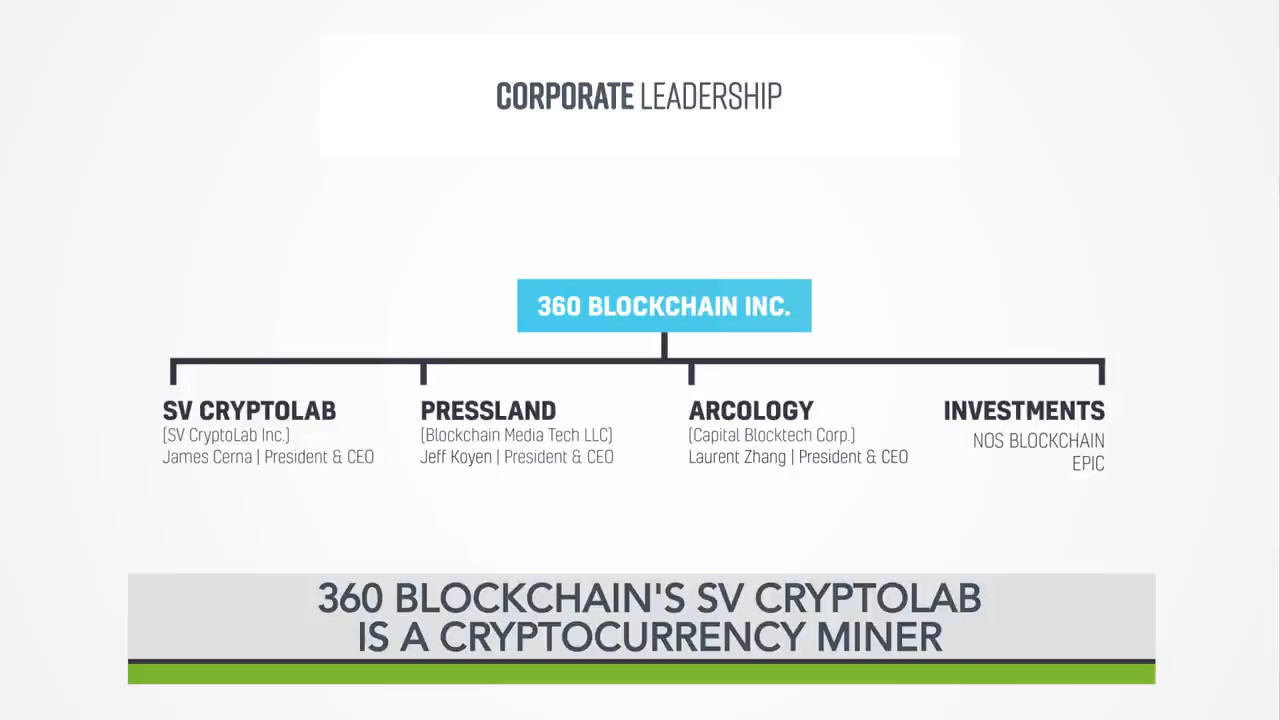 CORPORATE LEADERSHIP
360 BLOCKCHAIN INC.
SV CRYPTOLAB
[SV CryptoLab Inc.]
James Cerna | President & CEO
PRESSLAND
[Blockchain Media Tech LLC]
Jeff Koyen | President & CEO
ARCOLOGY
[Capital Blocktech Corp.]
Laurent Zhang | President & CEO
INVESTMENTS
NOS BLOCKCHAIN
EPIC
360 BLOCKCHAIN'S SV CRYPTOLAB
IS A CRYPTOCURRENCY MINER